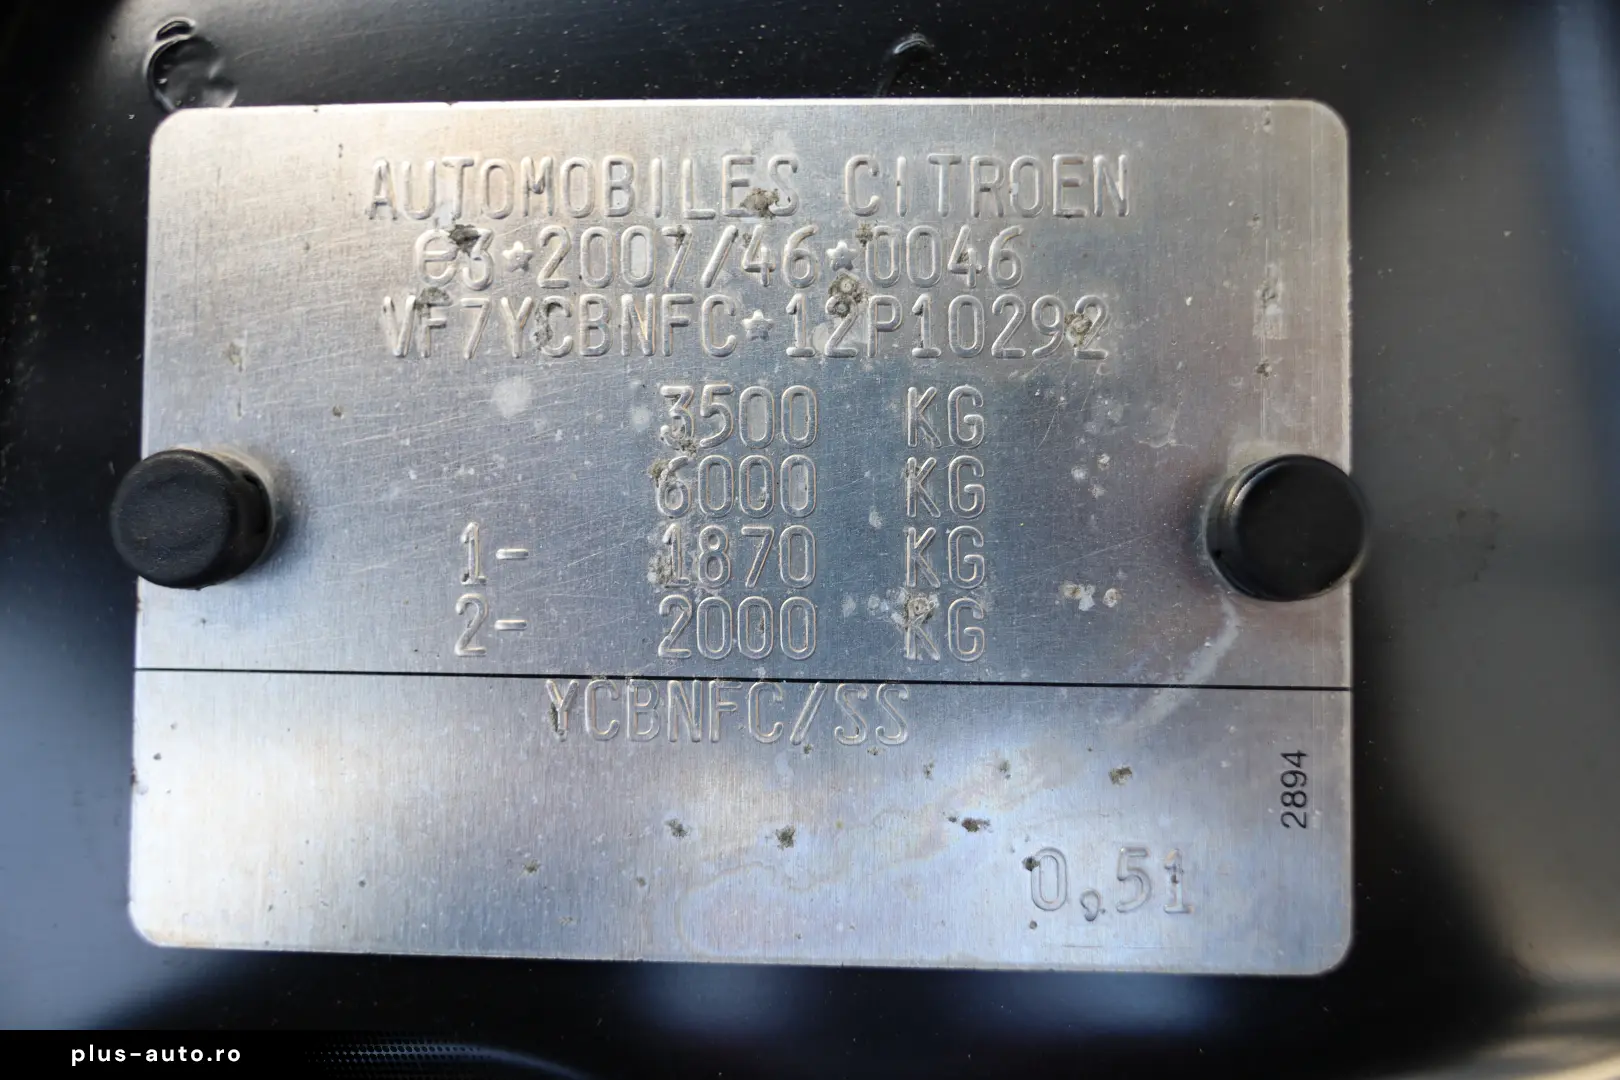 AUTOMOBILES CITROEN
e3*2007/46*0046
VF7YCBNFC*12P10292
3500 KG
6000 KG
1- 1870 KG
2- 2000 KG
YCBNFC/SS
2894
0,51
plus-auto.ro